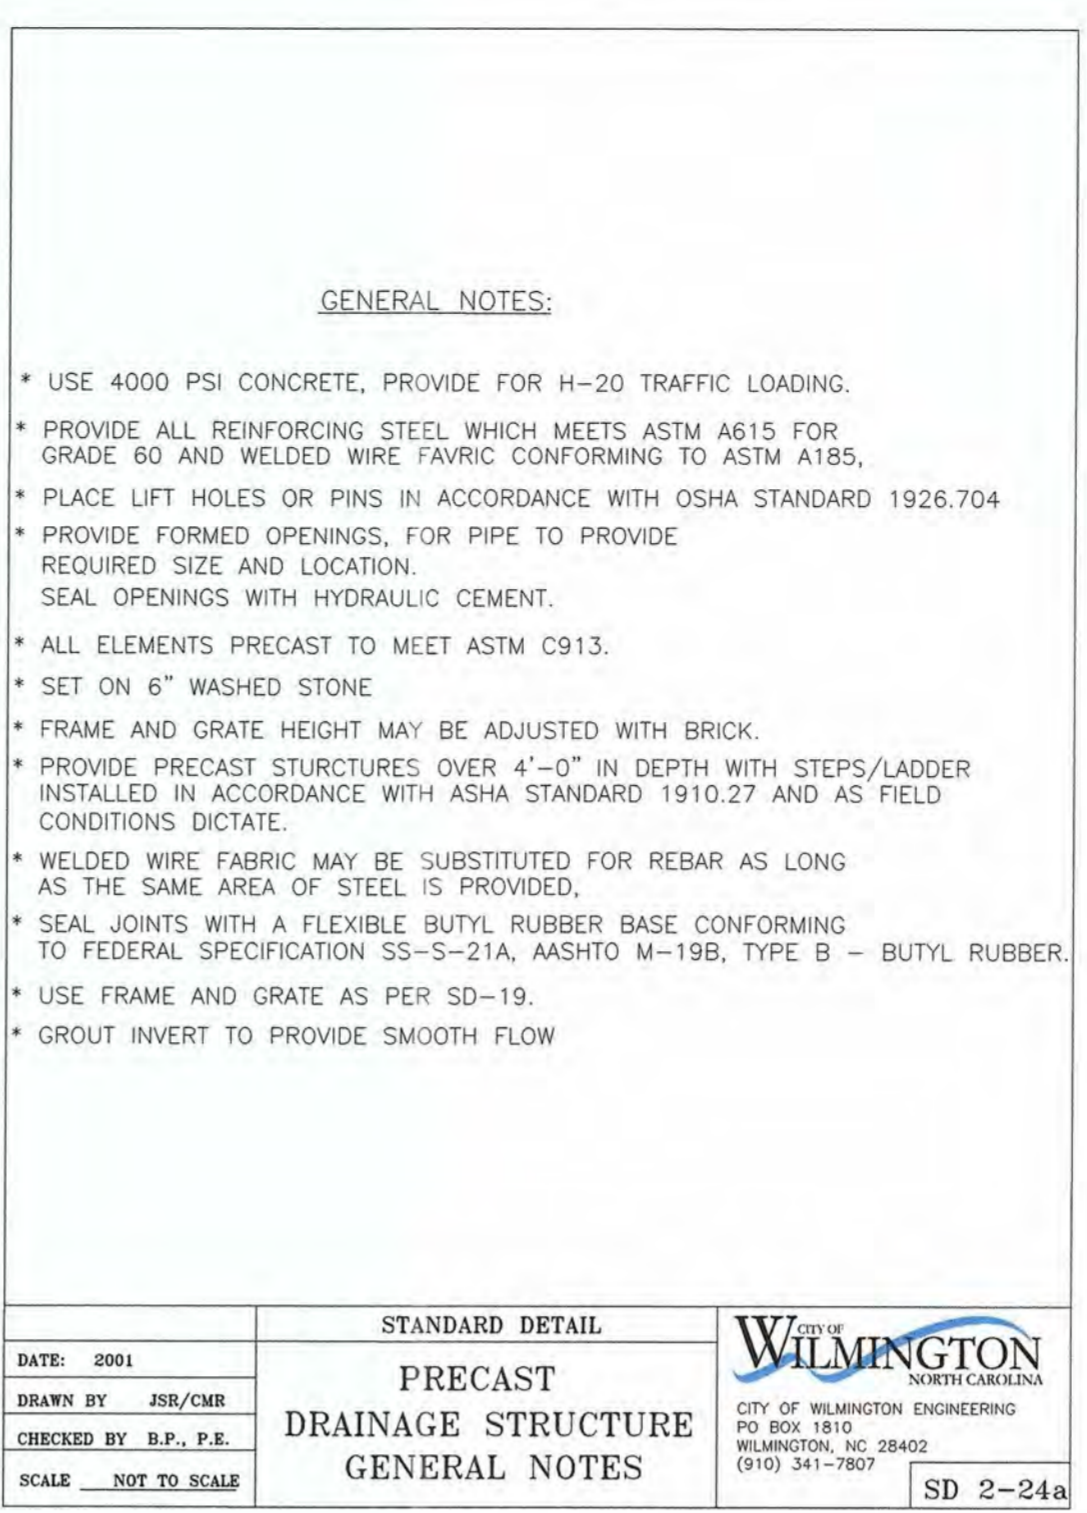 GENERAL NOTES:
* USE 4000 PSI CONCRETE, PROVIDE FOR H-20 TRAFFIC LOADING.
* PROVIDE ALL REINFORCING STEEL WHICH MEETS ASTM A615 FOR
GRADE 60 AND WELDED WIRE FAVRIC CONFORMING TO ASTM A185,
* PLACE LIFT HOLES OR PINS IN ACCORDANCE WITH OSHA STANDARD 1926.704
* PROVIDE FORMED OPENINGS, FOR PIPE TO PROVIDE
REQUIRED SIZE AND LOCATION.
SEAL OPENINGS WITH HYDRAULIC CEMENT.
* ALL ELEMENTS PRECAST TO MEET ASTM C913.
* SET ON 6" WASHED STONE
* FRAME AND GRATE HEIGHT MAY BE ADJUSTED WITH BRICK.
* PROVIDE PRECAST STURCTURES OVER 4'-0" IN DEPTH WITH STEPS/LADDER
INSTALLED IN ACCORDANCE WITH ASHA STANDARD 1910.27 AND AS FIELD
CONDITIONS DICTATE.
* WELDED WIRE FABRIC MAY BE SUBSTITUTED FOR REBAR AS LONG
AS THE SAME AREA OF STEEL IS PROVIDED,
* SEAL JOINTS WITH A FLEXIBLE BUTYL RUBBER BASE CONFORMING
TO FEDERAL SPECIFICATION SS-S-21A, AASHTO M-19B, TYPE B - BUTYL RUBBER.
* USE FRAME AND GRATE AS PER SD-19.
* GROUT INVERT TO PROVIDE SMOOTH FLOW
DATE: 2001
DRAWN BY JSR/CMR
CHECKED BY B.P., P.E.
SCALE NOT TO SCALE
STANDARD DETAIL
PRECAST
DRAINAGE STRUCTURE
GENERAL NOTES
CITY OF
WILMINGTON
NORTH CAROLINA
CITY OF WILMINGTON ENGINEERING
PO BOX 1810
WILMINGTON, NC 28402
(910) 341-7807
SD 2-24a